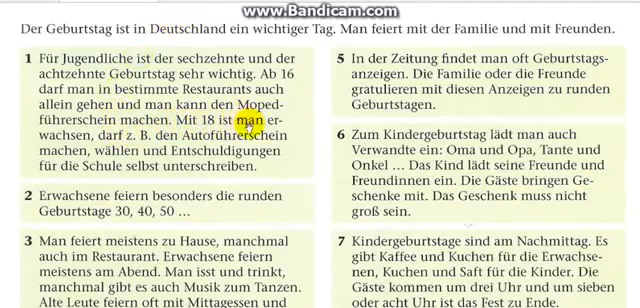 www.Bandicam.com
Der Geburtstag ist in Deutschland ein wichtiger Tag. Man feiert mit der Familie und mit Freunden.
1 Für Jugendliche ist der sechzehnte und der
achtzehnte Geburtstag sehr wichtig. Ab 16
darf man in bestimmte Restaurants auch
allein gehen und man kann den Moped-
führerschein machen. Mit 18 ist man er-
wachsen, darf z. B. den Autoführerschein
machen, wählen und Entschuldigungen
für die Schule selbst unterschreiben.
2 Erwachsene feiern besonders die runden
Geburtstage 30, 40, 50 ...
3 Man feiert meistens zu Hause, manchmal
auch im Restaurant. Erwachsene feiern
meistens am Abend. Man isst und trinkt,
manchmal gibt es auch Musik zum Tanzen.
Alte Leute feiern oft mit Mittagessen und
5 In der Zeitung findet man oft Geburtstags-
anzeigen. Die Familie oder die Freunde
gratulieren mit diesen Anzeigen zu runden
Geburtstagen.
6 Zum Kindergeburtstag lädt man auch
Verwandte ein: Oma und Opa, Tante und
Onkel ... Das Kind lädt seine Freunde und
Freundinnen ein. Die Gäste bringen Ge-
schenke mit. Das Geschenk muss nicht
groß sein.
7 Kindergeburtstage sind am Nachmittag. Es
gibt Kaffee und Kuchen für die Erwachse-
nen, Kuchen und Saft für die Kinder. Die
Gäste kommen um drei Uhr und um sieben
oder acht Uhr ist das Fest zu Ende.